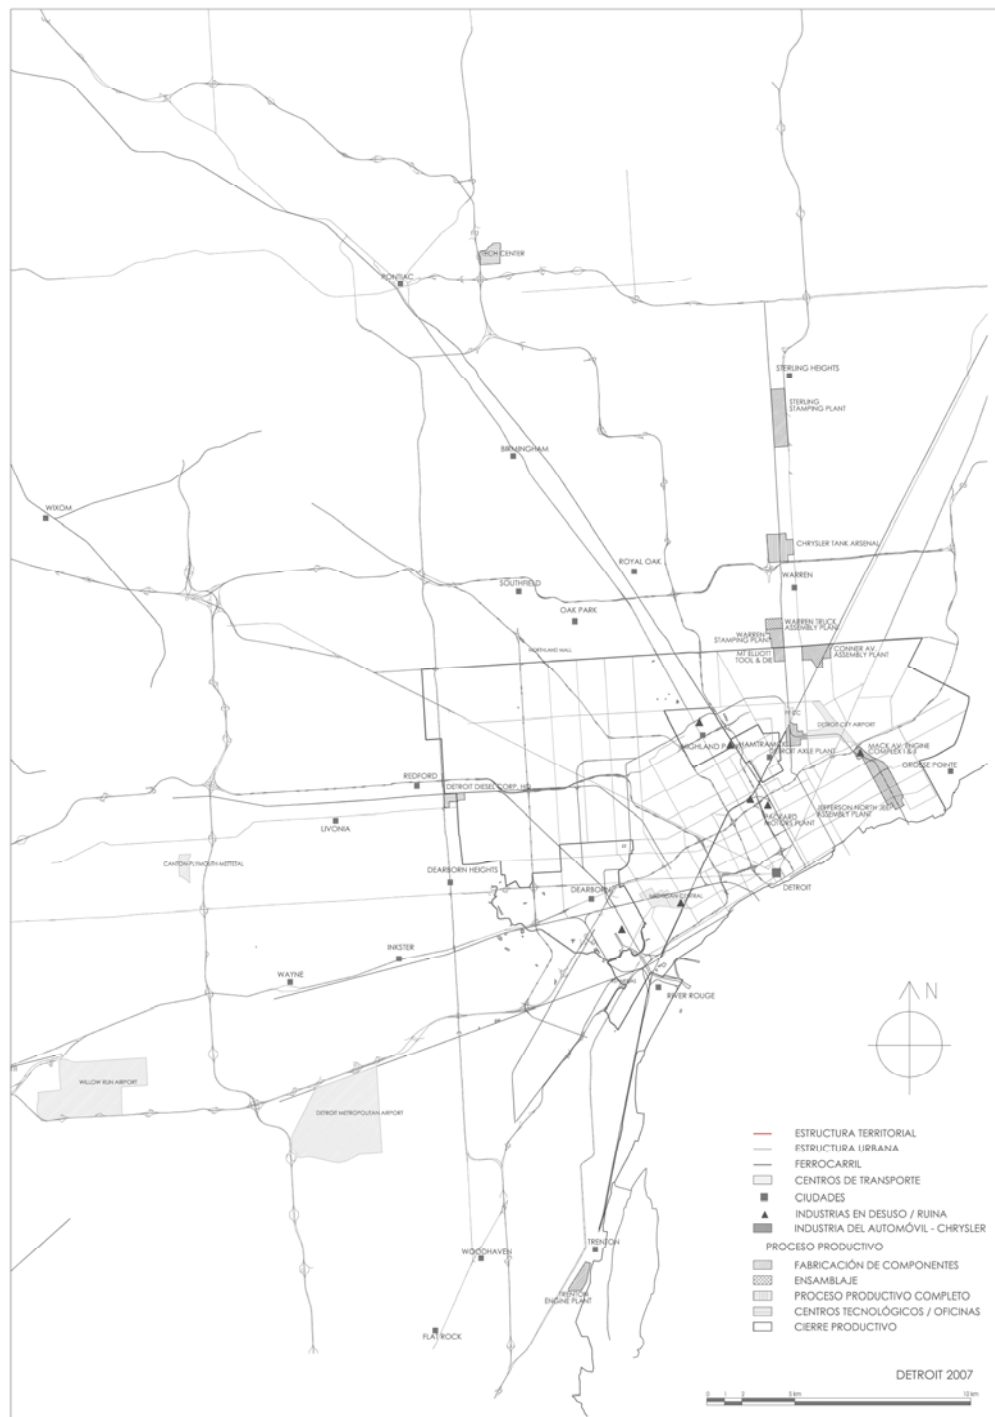 TECH CENTER
PONTIAC
STERLING HEIGHTS
STERLING
STAMPING PLANT
BIRMINGHAM
WIXOM
CHRYSLER TANK ARSENAL
ROYAL OAK
WARREN
SOUTHFIELD
OAK PARK
WARREN TRUCK
ASSEMBLY PLANT
WARREN
STAMPING PLANT
MT ELLIOTT
TOOL & DIE
CONNER AV.
ASSEMBLY PLANT
NORTHLAND MALL
DETROIT CITY AIRPORT
HIGHLAND PARK
HAMTRAMCK
DETROIT AXLE PLANT
MACK AV. ENGINE
COMPLEX I & II
GROSSE POINTE
REDFORD
DETROIT DIESEL CORP. HQ
JEFFERSON NORTH JEEP
ASSEMBLY PLANT
PACKARD
MOTORS PLANT
LIVONIA
CANTON-PLYMOUTH-METTETAL
DEARBORN HEIGHTS
DETROIT
DEARBORN
MICHIGAN CENTRAL
INKSTER
WAYNE
RIVER ROUGE
N
WILLOW RUN AIRPORT
DETROIT METROPOLITAN AIRPORT
ESTRUCTURA TERRITORIAL
ESTRUCTURA URBANA
FERROCARRIL
CENTROS DE TRANSPORTE
CIUDADES
INDUSTRIAS EN DESUSO / RUINA
INDUSTRIA DEL AUTOMÓVIL - CHRYSLER
PROCESO PRODUCTIVO
FABRICACIÓN DE COMPONENTES
ENSAMBLAJE
PROCESO PRODUCTIVO COMPLETO
CENTROS TECNOLÓGICOS / OFICINAS
CIERRE PRODUCTIVO
TRENTON
WOODHAVEN
TRENTON
ENGINE PLANT
FLAT ROCK
DETROIT 2007
0 1 2 5 km 10 km